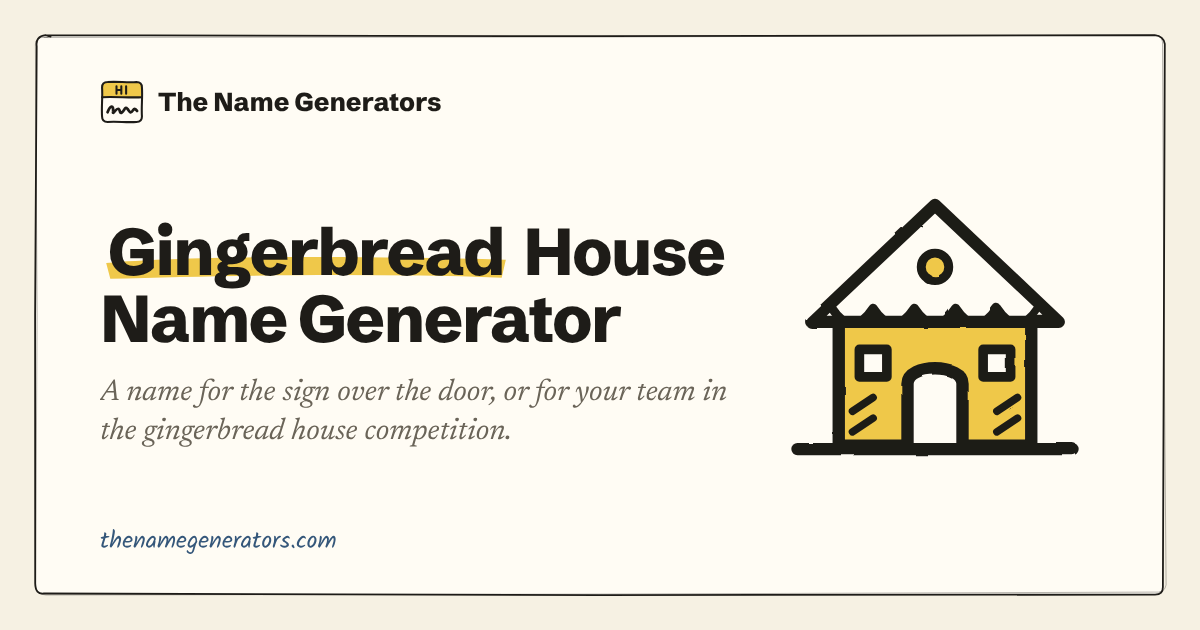 HI
The Name Generators
Gingerbread House
Name Generator
A name for the sign over the door, or for your team in
the gingerbread house competition.
thenamegenerators.com